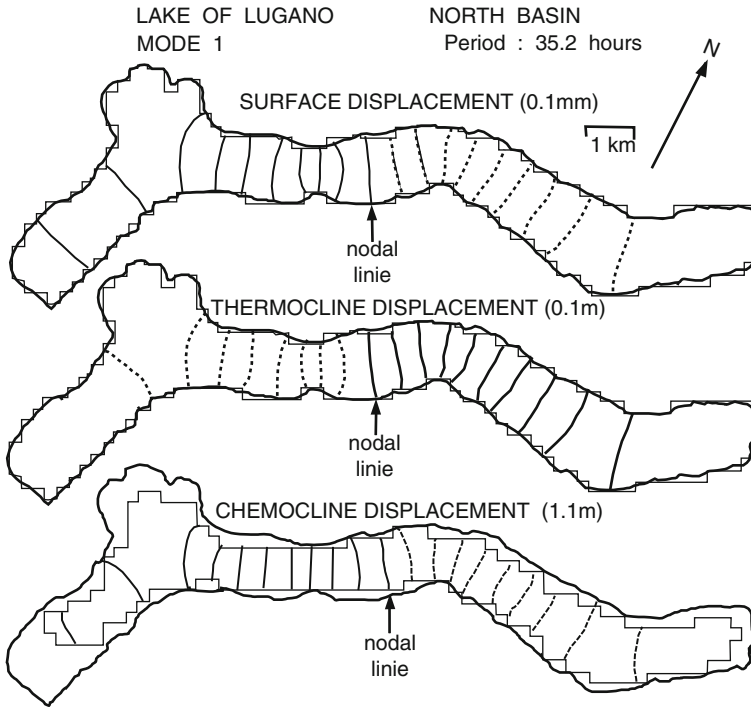 LAKE OF LUGANO NORTH BASIN
MODE 1 Period : 35.2 hours
N
SURFACE DISPLACEMENT (0.1mm)
1 km
nodal
linie
THERMOCLINE DISPLACEMENT (0.1m)
nodal
linie
CHEMOCLINE DISPLACEMENT (1.1m)
nodal
linie